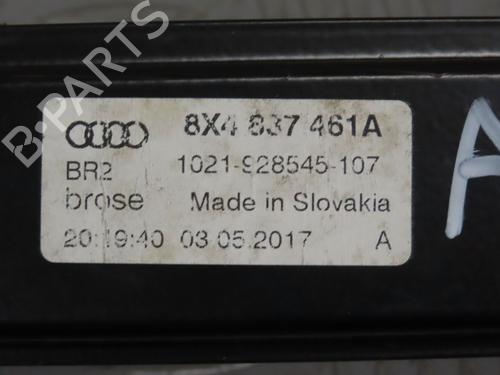 B-PARTS
8X4 837 461A
BR2 1021-928545-107
brose Made in Slovakia
20:19:40 03.05.2017 A
A